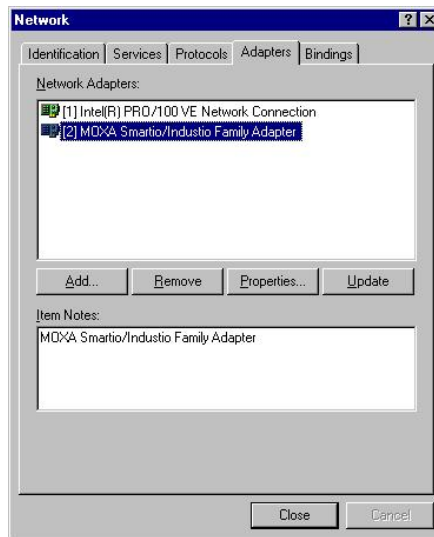 Network
Identification Services Protocols Adapters Bindings
Network Adapters:
[1] Intel(R) PRO/100 VE Network Connection
[2] MOXA Smartio/Industio Family Adapter
Add... Remove Properties... Update
Item Notes:
MOXA Smartio/Industio Family Adapter
Close Cancel